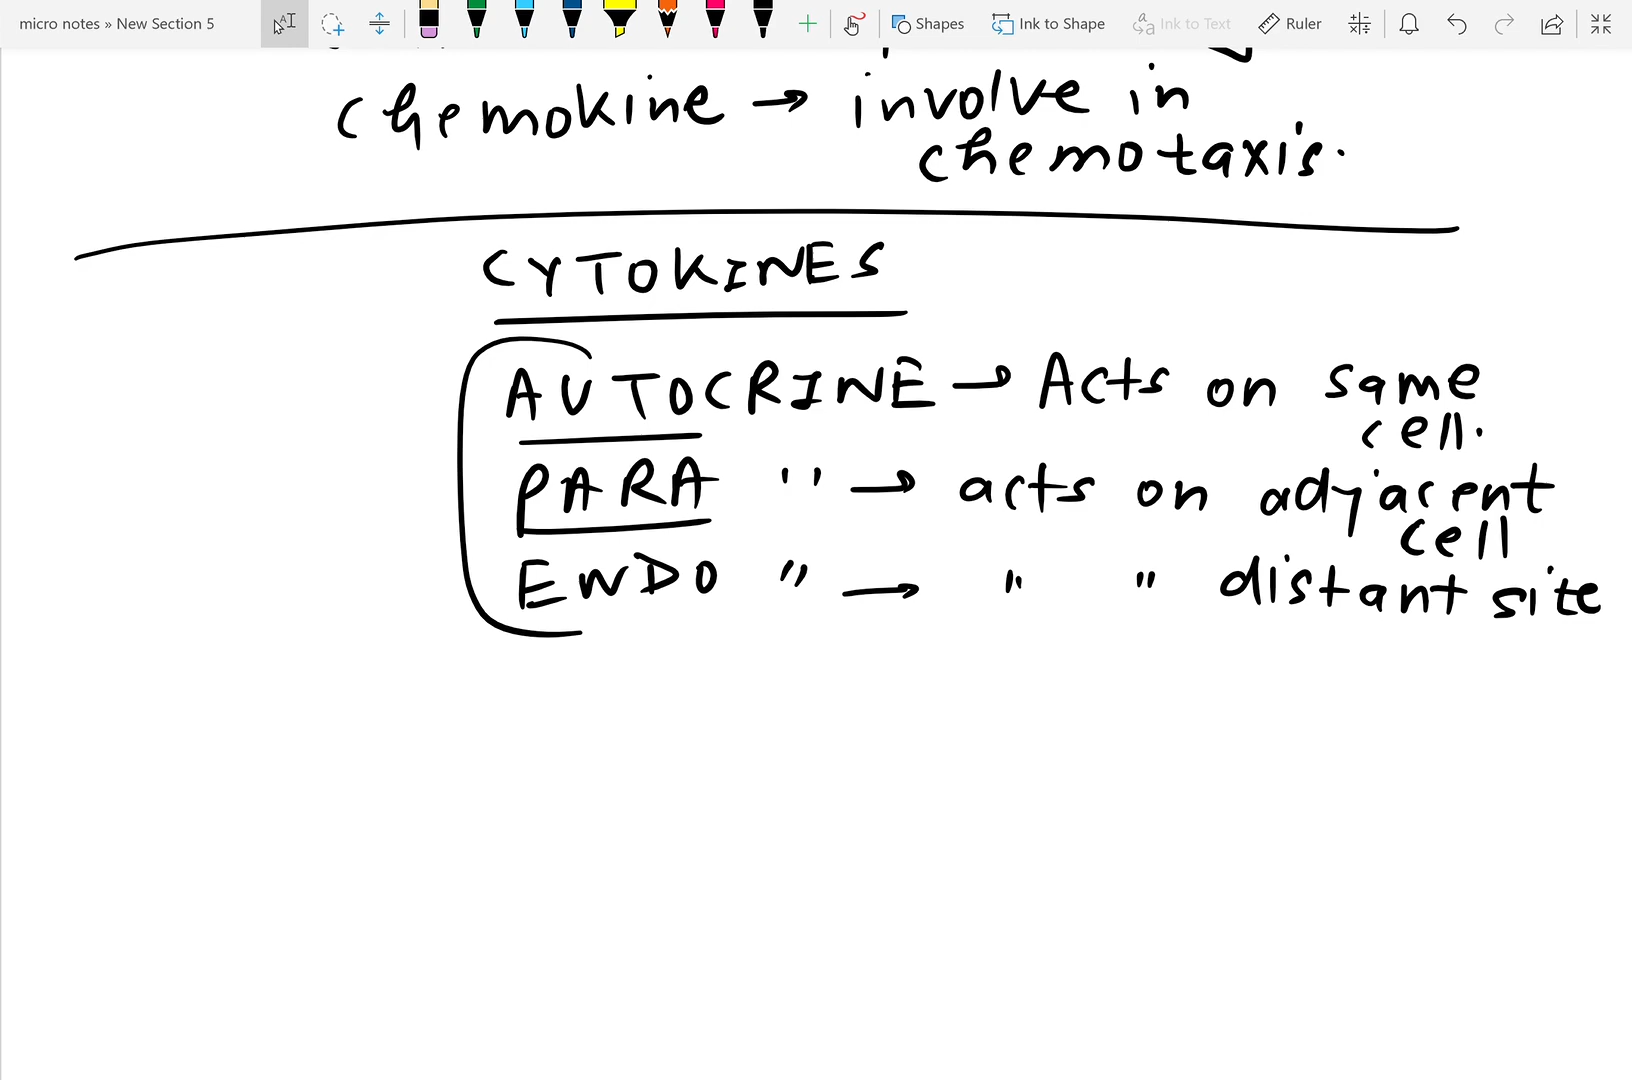 micro notes » New Section 5
Shapes
Ink to Shape
Ink to Text
Ruler
chemokine → involve in
chemotaxis.
CYTOKINES
AUTOCRINE → Acts on same
cell.
PARA " → acts on adjacent
cell
ENDO " → " " distant site